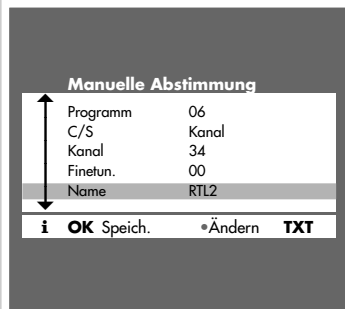 Manuelle Abstimmung
Programm 06
C/S Kanal
Kanal 34
Finetun. 00
Name RTL2
i OK Speich. •Ändern TXT